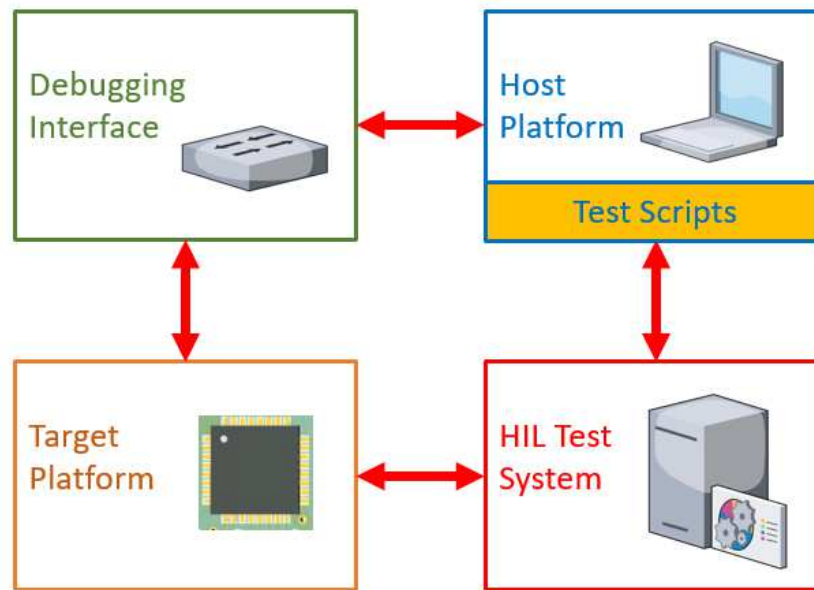 Debugging
Interface
Host
Platform
Test Scripts
Target
Platform
HIL Test
System